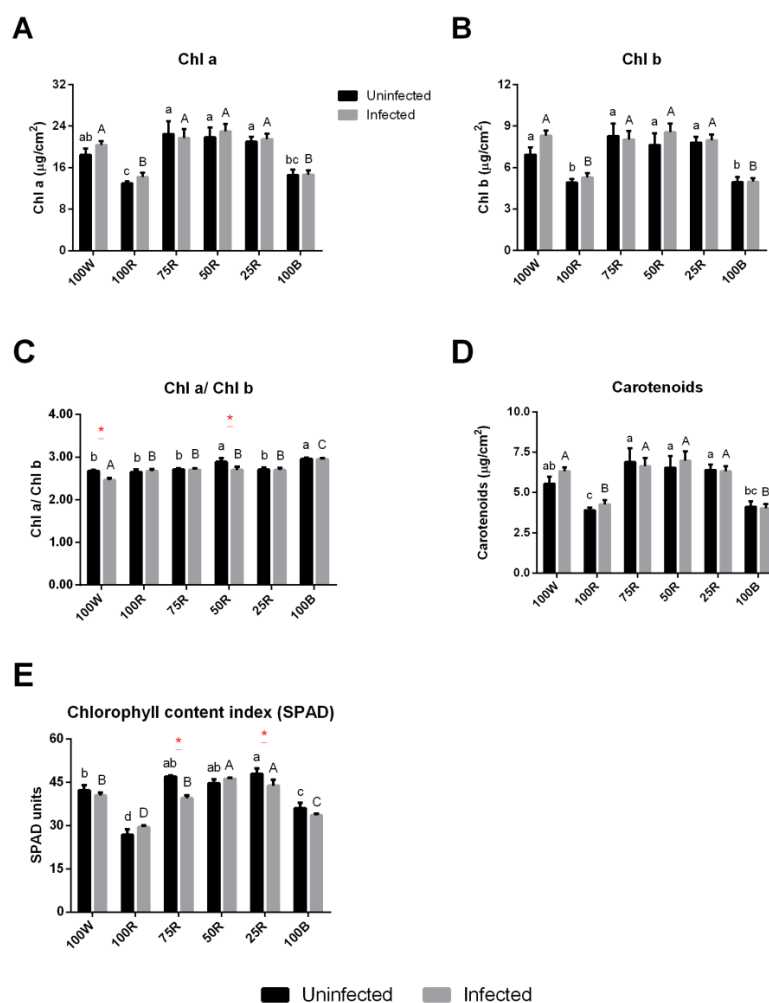 A
Chl a
Chl a (µg/cm²)
24
18
12
6
0
ab A c B a A a A a A bc B
100W 100R 75R 50R 25R 100B
Uninfected
Infected
B
Chl b
Chl b (µg/cm²)
12
9
6
3
0
a A b B a A a A a A b B
100W 100R 75R 50R 25R 100B
C
Chl a/ Chl b
Chl a/ Chl b
4.00
3.00
2.00
1.00
0.00
* *
b A b B b B a B b B a C
100W 100R 75R 50R 25R 100B
D
Carotenoids
Carotenoids (µg/cm²)
10.0
7.5
5.0
2.5
0.0
ab A c B a A a A a A bc B
100W 100R 75R 50R 25R 100B
E
Chlorophyll content index (SPAD)
SPAD units
60
45
30
15
0
* *
b B d D ab B ab A a A c C
100W 100R 75R 50R 25R 100B
Uninfected Infected